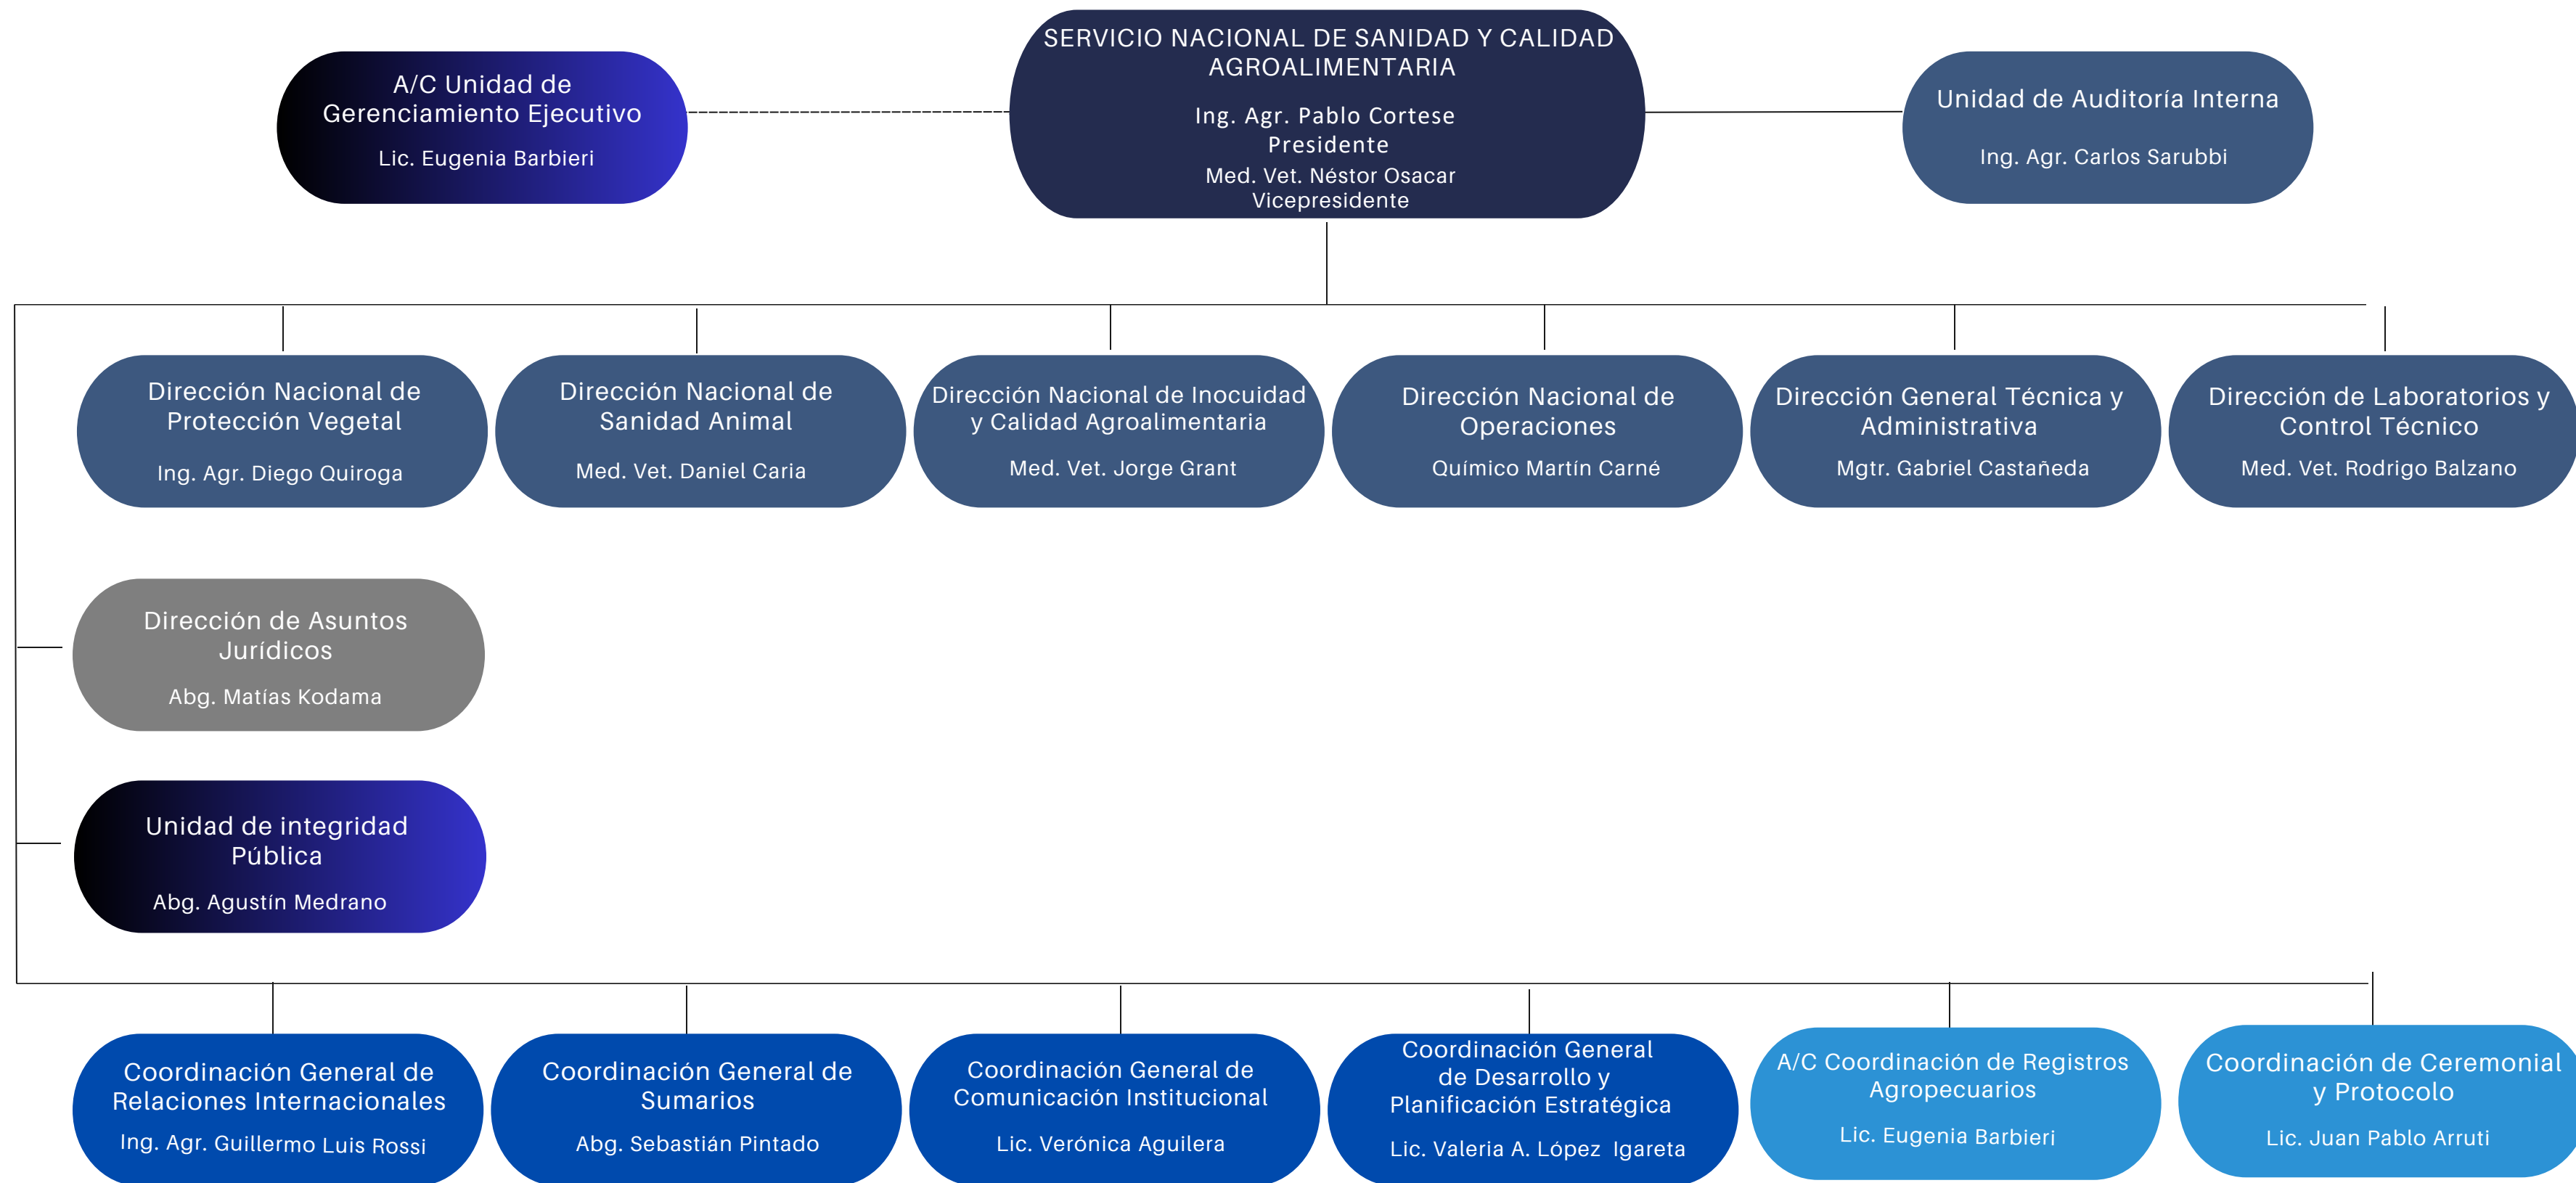 A/C Unidad de
Gerenciamiento Ejecutivo
Lic. Eugenia Barbieri
SERVICIO NACIONAL DE SANIDAD Y CALIDAD
AGROALIMENTARIA
Ing. Agr. Pablo Cortese
Presidente
Med. Vet. Néstor Osacar
Vicepresidente
Unidad de Auditoría Interna
Ing. Agr. Carlos Sarubbi
Dirección Nacional de
Protección Vegetal
Ing. Agr. Diego Quiroga
Dirección Nacional de
Sanidad Animal
Med. Vet. Daniel Caria
Dirección Nacional de Inocuidad
y Calidad Agroalimentaria
Med. Vet. Jorge Grant
Dirección Nacional de
Operaciones
Químico Martín Carné
Dirección General Técnica y
Administrativa
Mgtr. Gabriel Castañeda
Dirección de Laboratorios y
Control Técnico
Med. Vet. Rodrigo Balzano
Dirección de Asuntos
Jurídicos
Abg. Matías Kodama
Unidad de integridad
Pública
Abg. Agustín Medrano
Coordinación General de
Relaciones Internacionales
Ing. Agr. Guillermo Luis Rossi
Coordinación General de
Sumarios
Abg. Sebastián Pintado
Coordinación General de
Comunicación Institucional
Lic. Verónica Aguilera
Coordinación General
de Desarrollo y
Planificación Estratégica
Lic. Valeria A. López Igareta
A/C Coordinación de Registros
Agropecuarios
Lic. Eugenia Barbieri
Coordinación de Ceremonial
y Protocolo
Lic. Juan Pablo Arruti